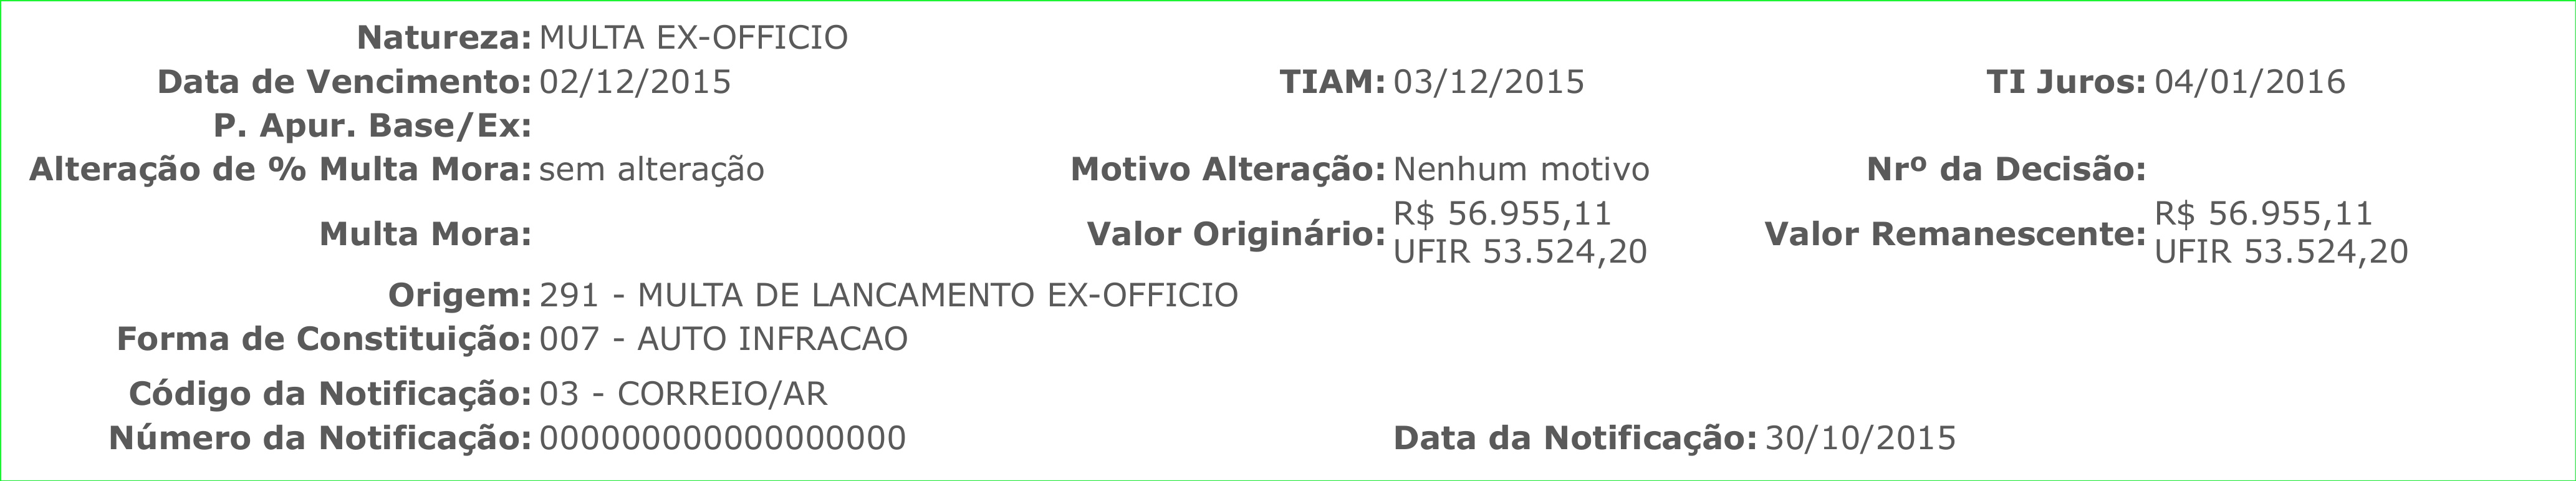 Natureza: MULTA EX-OFFICIO
Data de Vencimento: 02/12/2015 TIAM: 03/12/2015 TI Juros: 04/01/2016
P. Apur. Base/Ex:
Alteração de % Multa Mora: sem alteração Motivo Alteração: Nenhum motivo Nrº da Decisão:
Multa Mora: Valor Originário: R$ 56.955,11 UFIR 53.524,20 Valor Remanescente: R$ 56.955,11 UFIR 53.524,20
Origem: 291 - MULTA DE LANCAMENTO EX-OFFICIO
Forma de Constituição: 007 - AUTO INFRACAO
Código da Notificação: 03 - CORREIO/AR
Número da Notificação: 000000000000000000 Data da Notificação: 30/10/2015